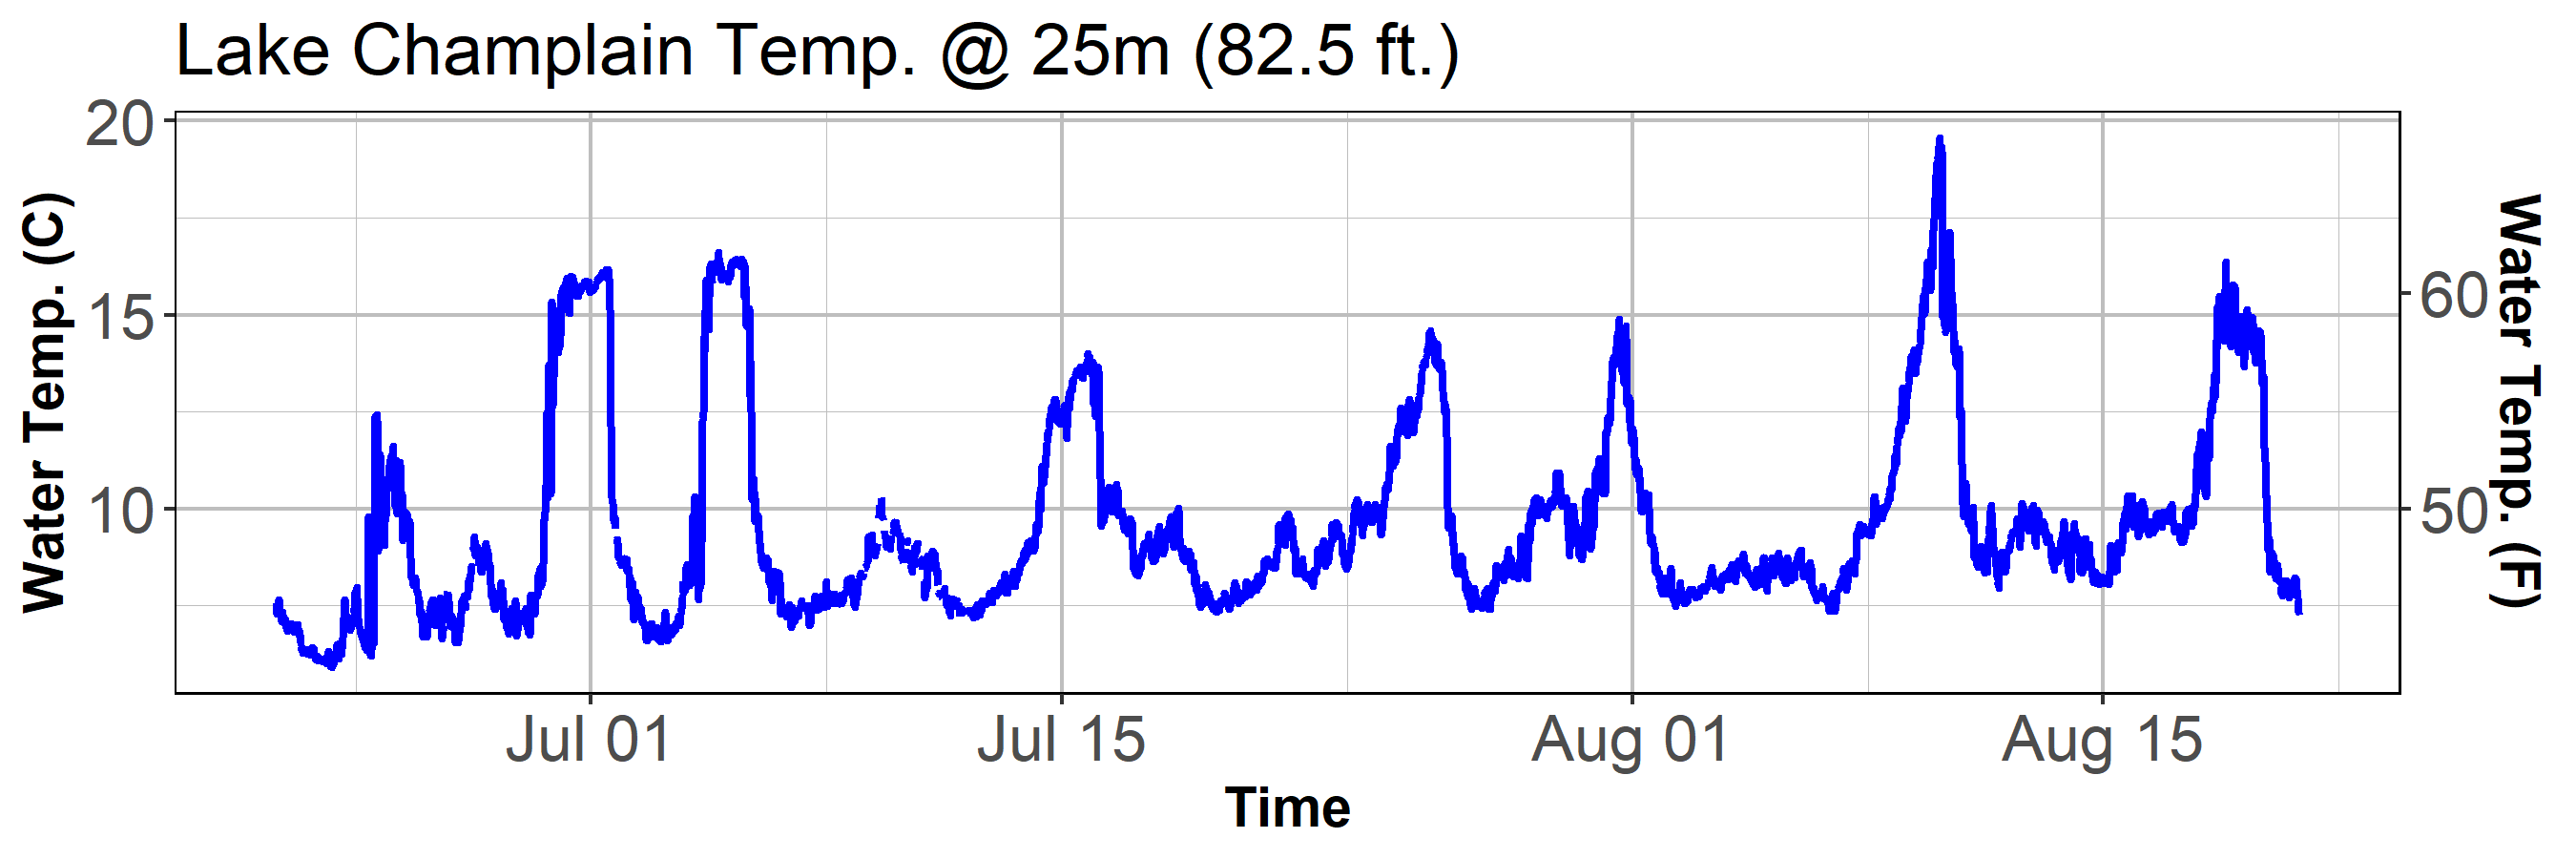 Lake Champlain Temp. @ 25m (82.5 ft.)
Water Temp. (C)
20
15
10
60
50
Water Temp. (F)
Jul 01
Jul 15
Aug 01
Aug 15
Time